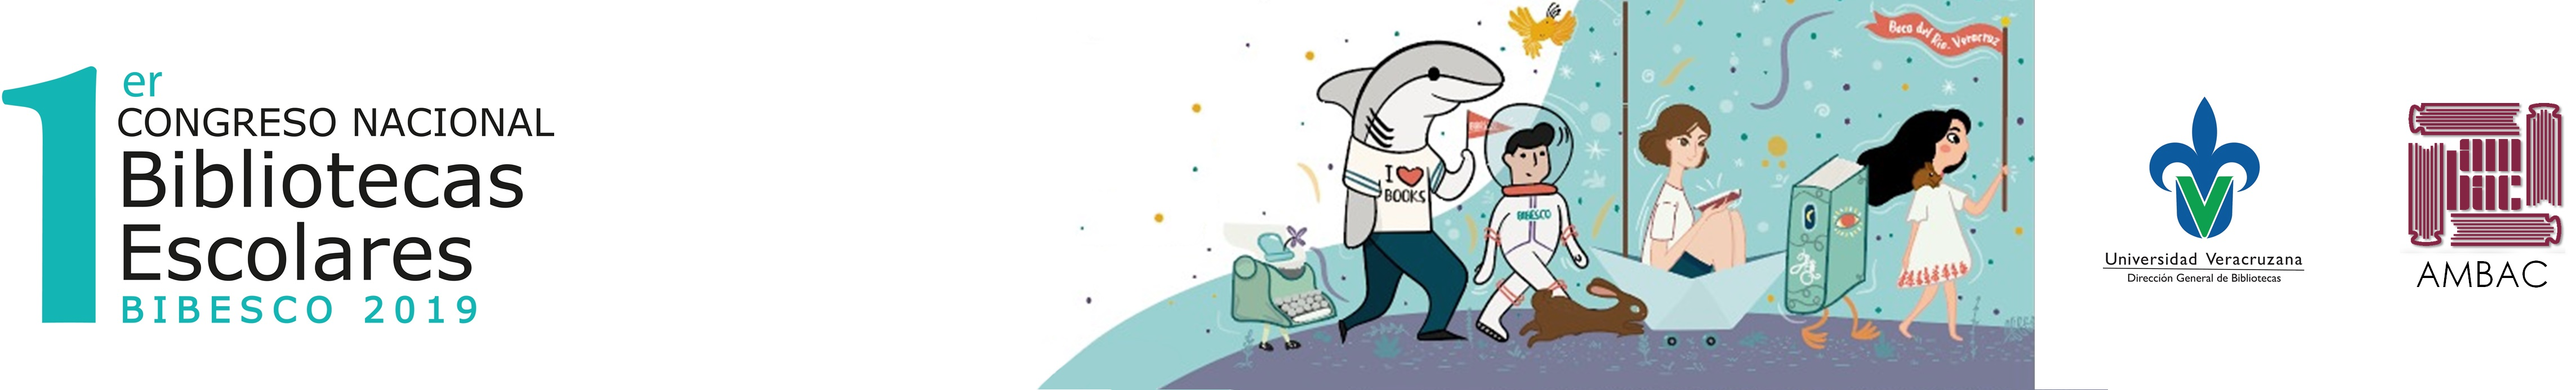 1er
CONGRESO NACIONAL
Bibliotecas
Escolares
BIBESCO 2019
I
BOOKS
BIBESCO
Boca del Río, Veracruz
Universidad Veracruzana
Dirección General de Bibliotecas
AMBAC